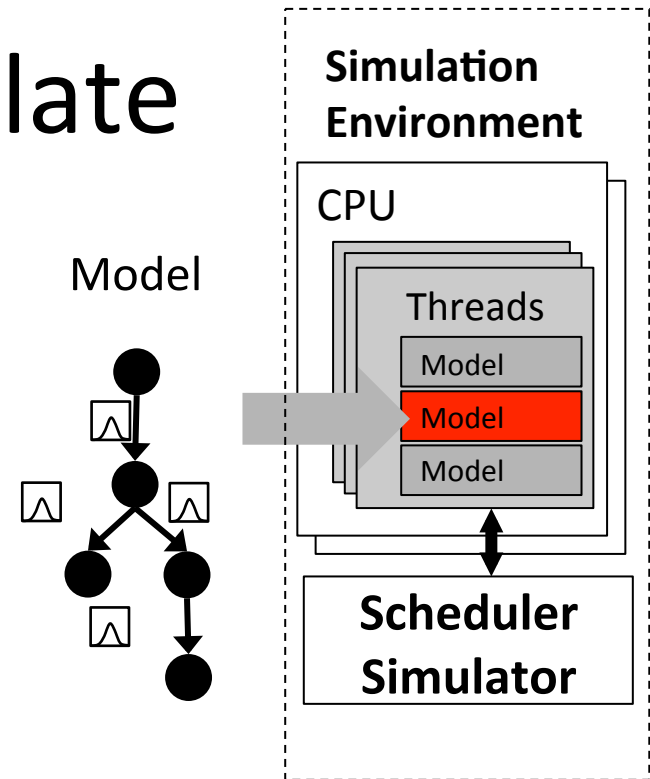 late
Simulation
Environment
CPU
Model
Threads
Model
Model
Model
Scheduler
Simulator